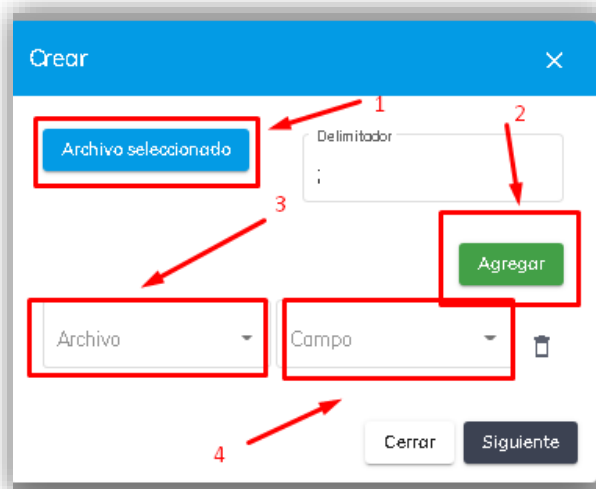 Crear
1
2
Archivo seleccionado
Delimitador
;
3
Agregar
Archivo
Campo
4
Cerrar
Siguiente